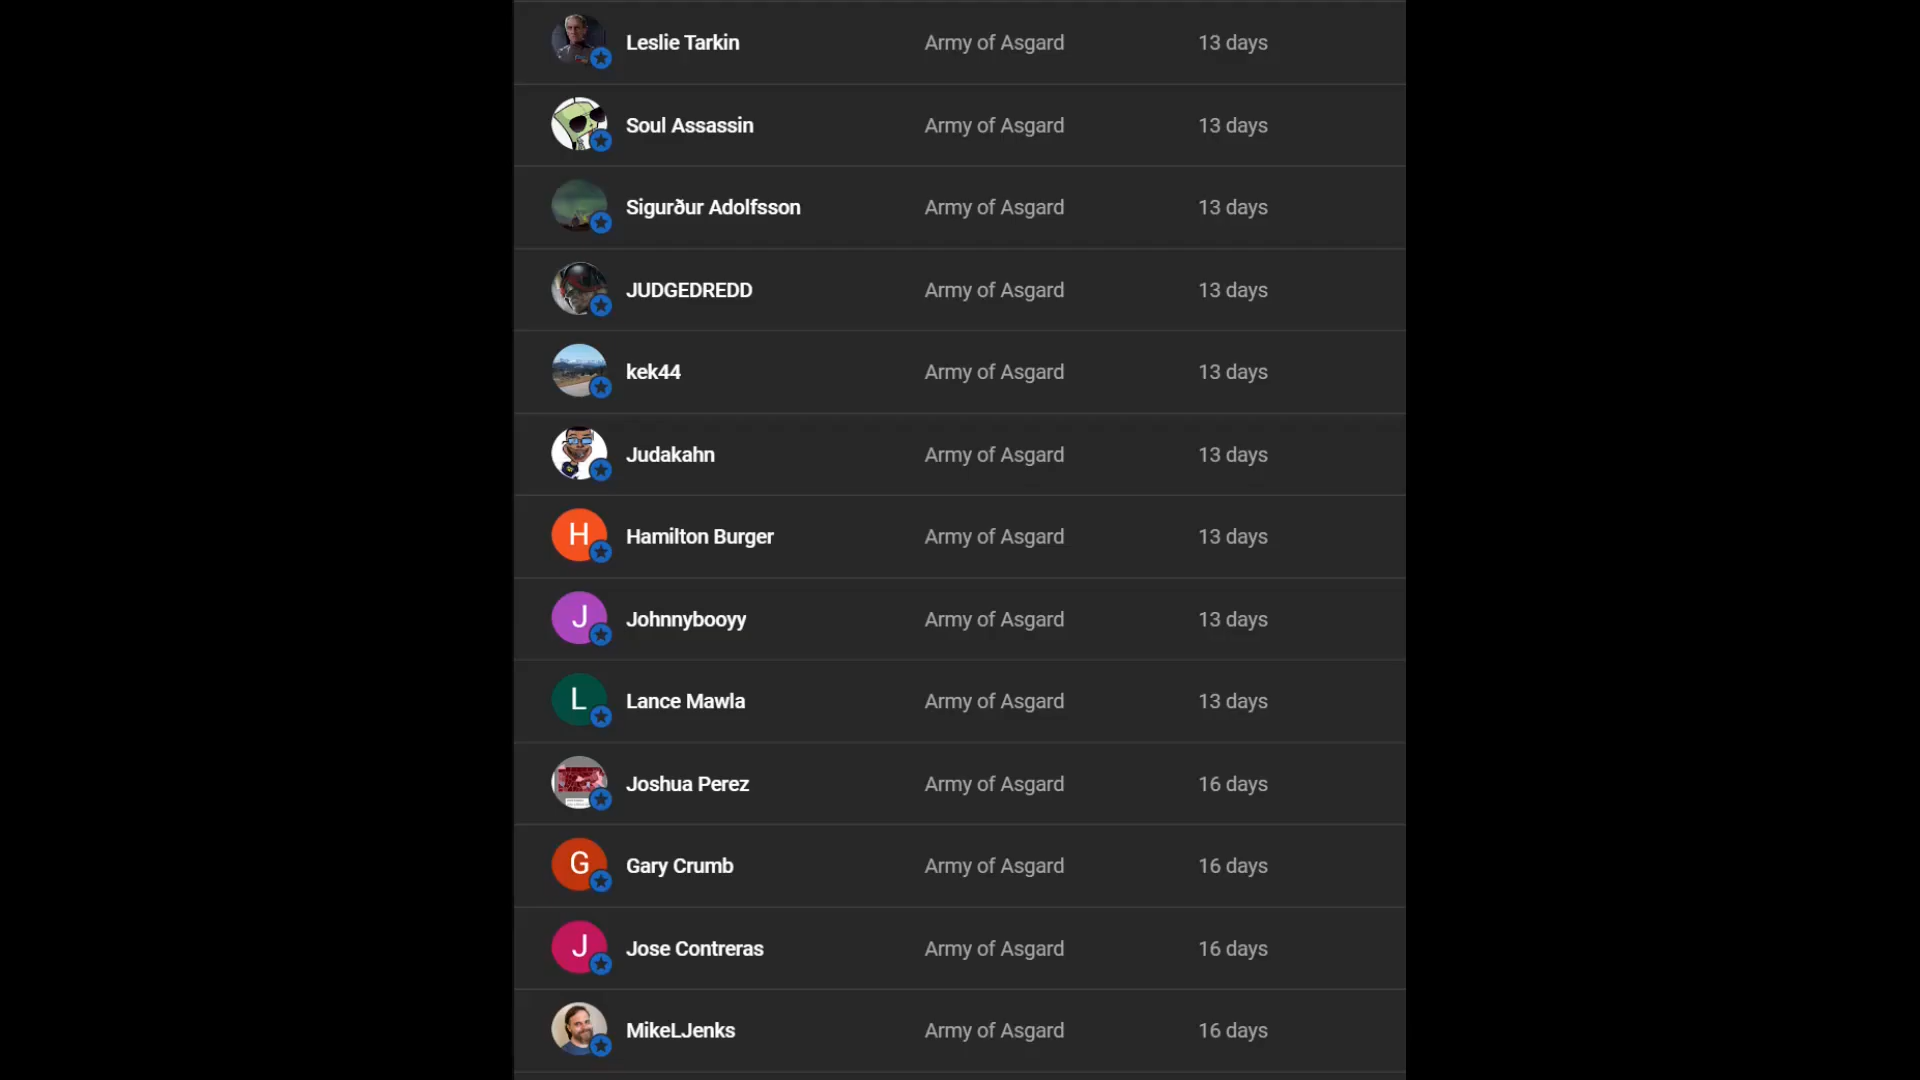 Leslie Tarkin Army of Asgard 13 days
Soul Assassin Army of Asgard 13 days
Sigurður Adolfsson Army of Asgard 13 days
JUDGEDREDD Army of Asgard 13 days
kek44 Army of Asgard 13 days
Judakahn Army of Asgard 13 days
H Hamilton Burger Army of Asgard 13 days
J Johnnybooyy Army of Asgard 13 days
L Lance Mawla Army of Asgard 13 days
Joshua Perez Army of Asgard 16 days
G Gary Crumb Army of Asgard 16 days
J Jose Contreras Army of Asgard 16 days
MikeLJenks Army of Asgard 16 days